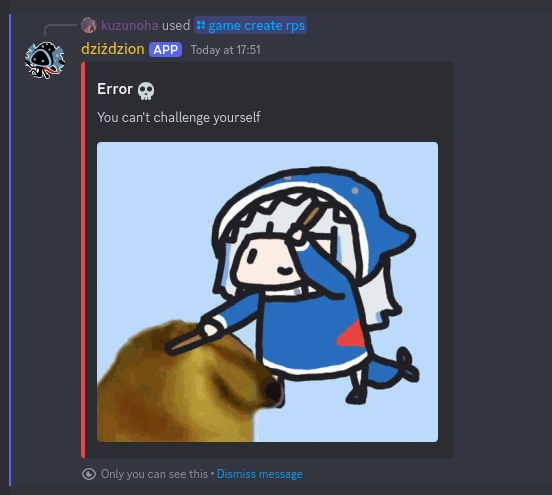 kuzunoha used game create rps
dziździon APP Today at 17:51
Error 💀
You can't challenge yourself
Only you can see this • Dismiss message